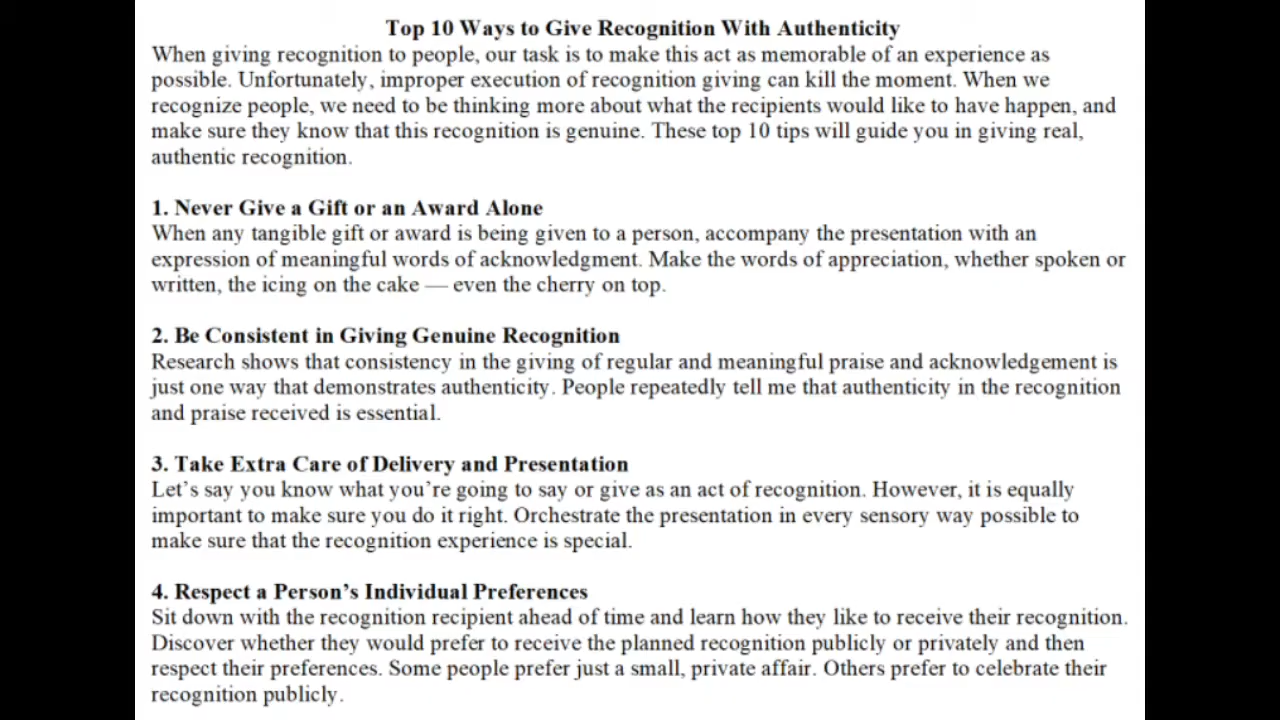 Top 10 Ways to Give Recognition With Authenticity
When giving recognition to people, our task is to make this act as memorable of an experience as
possible. Unfortunately, improper execution of recognition giving can kill the moment. When we
recognize people, we need to be thinking more about what the recipients would like to have happen, and
make sure they know that this recognition is genuine. These top 10 tips will guide you in giving real,
authentic recognition.
1. Never Give a Gift or an Award Alone
When any tangible gift or award is being given to a person, accompany the presentation with an
expression of meaningful words of acknowledgment. Make the words of appreciation, whether spoken or
written, the icing on the cake — even the cherry on top.
2. Be Consistent in Giving Genuine Recognition
Research shows that consistency in the giving of regular and meaningful praise and acknowledgement is
just one way that demonstrates authenticity. People repeatedly tell me that authenticity in the recognition
and praise received is essential.
3. Take Extra Care of Delivery and Presentation
Let’s say you know what you’re going to say or give as an act of recognition. However, it is equally
important to make sure you do it right. Orchestrate the presentation in every sensory way possible to
make sure that the recognition experience is special.
4. Respect a Person’s Individual Preferences
Sit down with the recognition recipient ahead of time and learn how they like to receive their recognition.
Discover whether they would prefer to receive the planned recognition publicly or privately and then
respect their preferences. Some people prefer just a small, private affair. Others prefer to celebrate their
recognition publicly.